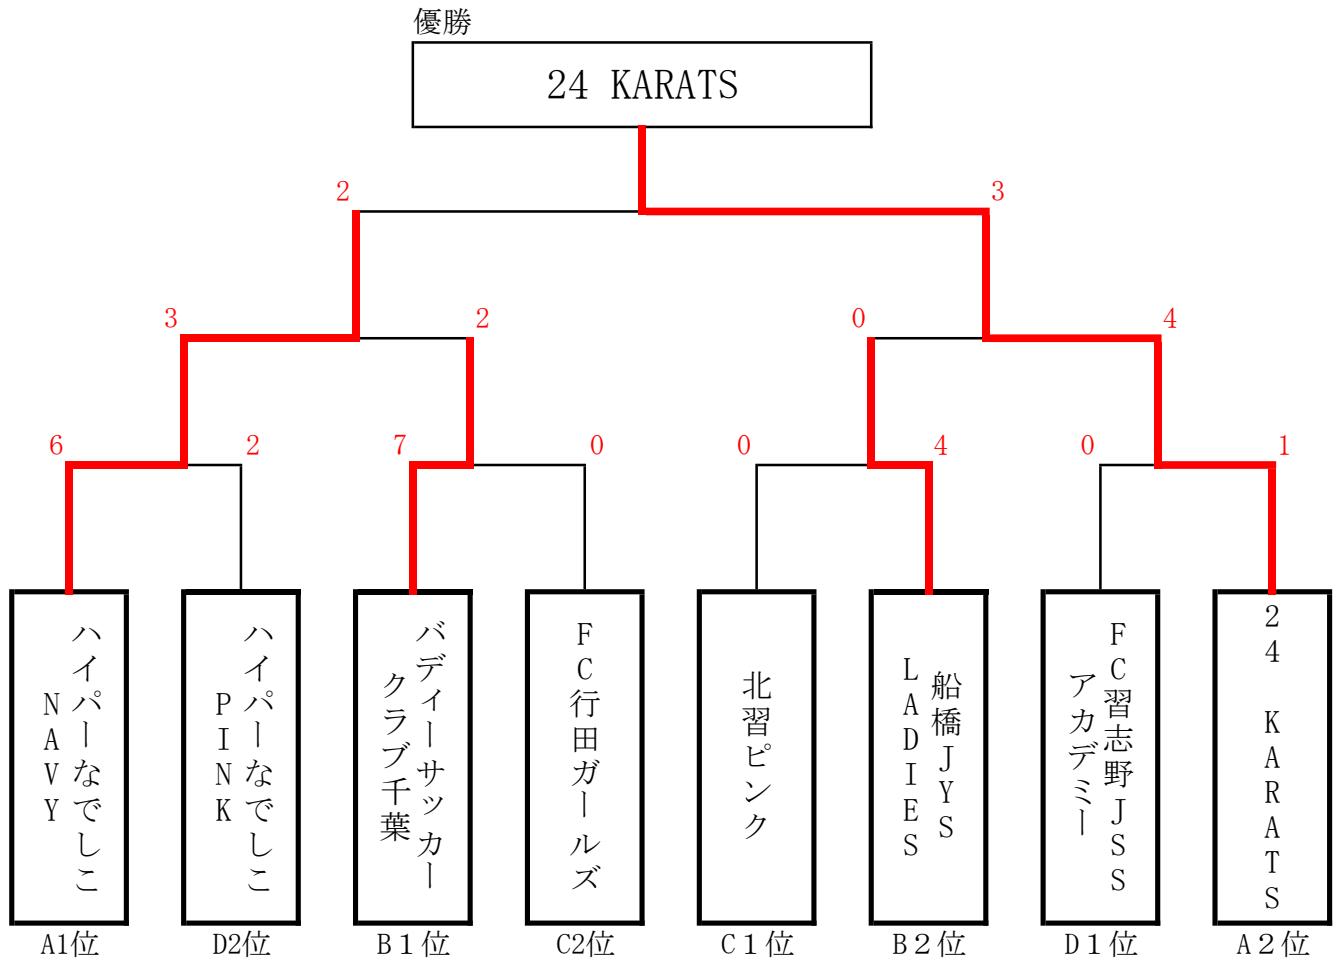 優勝
24 KARATS
2
3
3
2
0
4
6
2
7
0
0
4
0
1
ハイパーなでしこ
NAVY
ハイパーなでしこ
PINK
バディーサッカー
クラブ千葉
FC行田ガールズ
北習ピンク
船橋JYS
LADIES
FC習志野JSS
アカデミー
24 KARATS
A1位
D2位
B１位
C2位
C１位
B２位
D１位
A２位